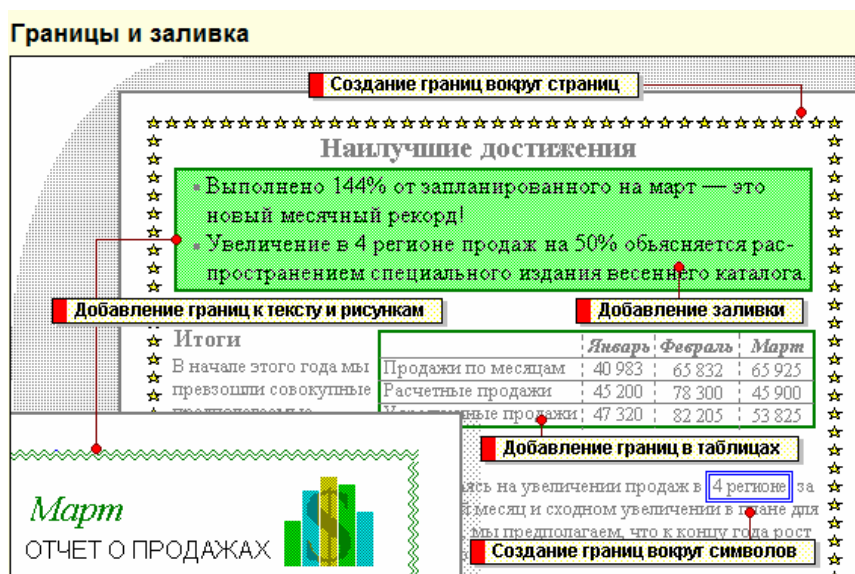 Границы и заливка
Создание границ вокруг страниц
Наилучшие достижения
Выполнено 144% от запланированного на март — это
новый месячный рекорд!
Увеличение в 4 регионе продаж на 50% объясняется рас-
пространением специального издания весеннего каталога.
Добавление границ к тексту и рисункам
Добавление заливки
Итоги
В начале этого года мы
превзошли совокупные
Январь Февраль Март
Продажи по месяцам 40 983 65 832 65 925
Расчетные продажи 45 200 78 300 45 900
продажи 47 320 82 205 53 825
Добавление границ в таблицах
на увеличении продаж в 4 регионе за
месяц и сходном увеличении в плане для
мы предполагаем, что к концу года рост
Создание границ вокруг символов
Март
ОТЧЕТ О ПРОДАЖАХ